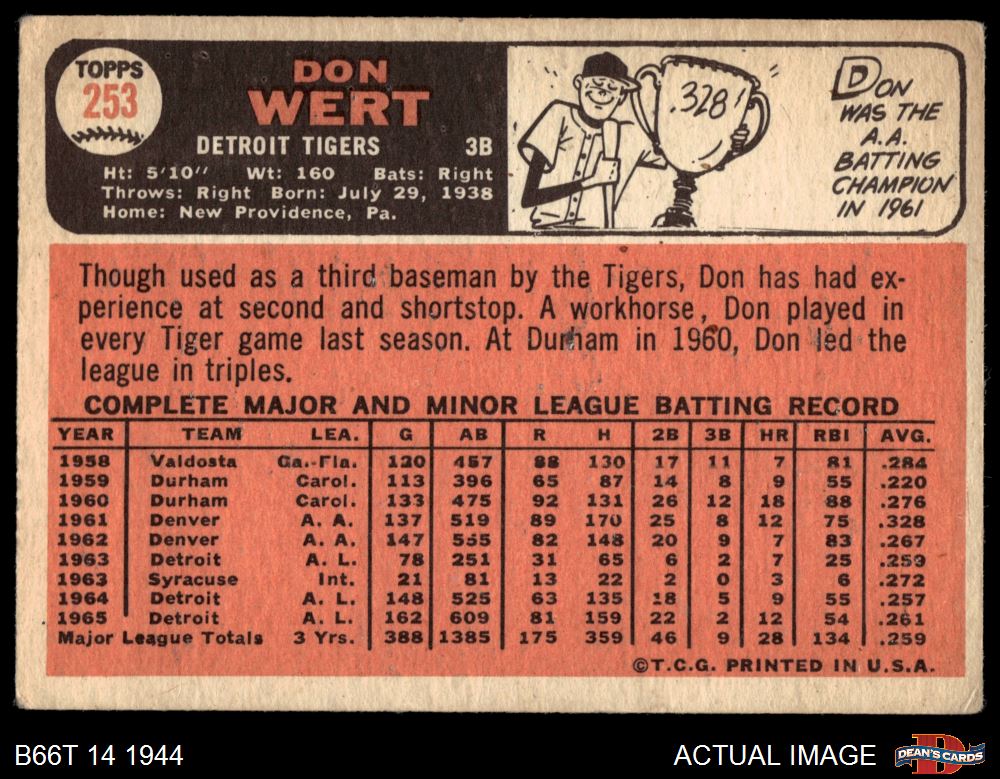 TOPPS
253
DON
WERT
DETROIT TIGERS 3B
Ht: 5'10" Wt: 160 Bats: Right
Throws: Right Born: July 29, 1938
Home: New Providence, Pa.
.328
DON
WAS THE
A.A.
BATTING
CHAMPION
IN 1961
Though used as a third baseman by the Tigers, Don has had ex-
perience at second and shortstop. A workhorse, Don played in
every Tiger game last season. At Durham in 1960, Don led the
league in triples.
COMPLETE MAJOR AND MINOR LEAGUE BATTING RECORD
YEAR TEAM LEA. G AB R H 2B 3B HR RBI AVG.
1958 Valdosta Ga.-Fla. 120 457 88 130 17 11 7 81 .284
1959 Durham Carol. 113 396 65 87 14 8 9 55 .220
1960 Durham Carol. 133 475 92 131 26 12 18 88 .276
1961 Denver A. A. 137 519 89 170 25 8 12 75 .328
1962 Denver A. A. 147 555 82 148 20 9 7 83 .267
1963 Detroit A. L. 78 251 31 65 6 2 7 25 .259
1963 Syracuse Int. 21 81 13 22 2 0 3 6 .272
1964 Detroit A. L. 148 525 63 135 18 5 9 55 .257
1965 Detroit A. L. 162 609 81 159 22 2 12 54 .261
Major League Totals 3 Yrs. 388 1385 175 359 46 9 28 134 .259
©T.C.G. PRINTED IN U.S.A.
B66T 14 1944 ACTUAL IMAGE DEAN'S CARDS